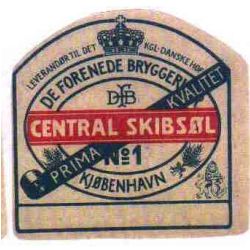 LEVERANDØR TIL DET KGL. DANSKE HOF
DE FORENEDE BRYGGERIER
DFB
CENTRAL SKIBSØL
PRIMA Nº1 KVALITET
KJØBENHAVN